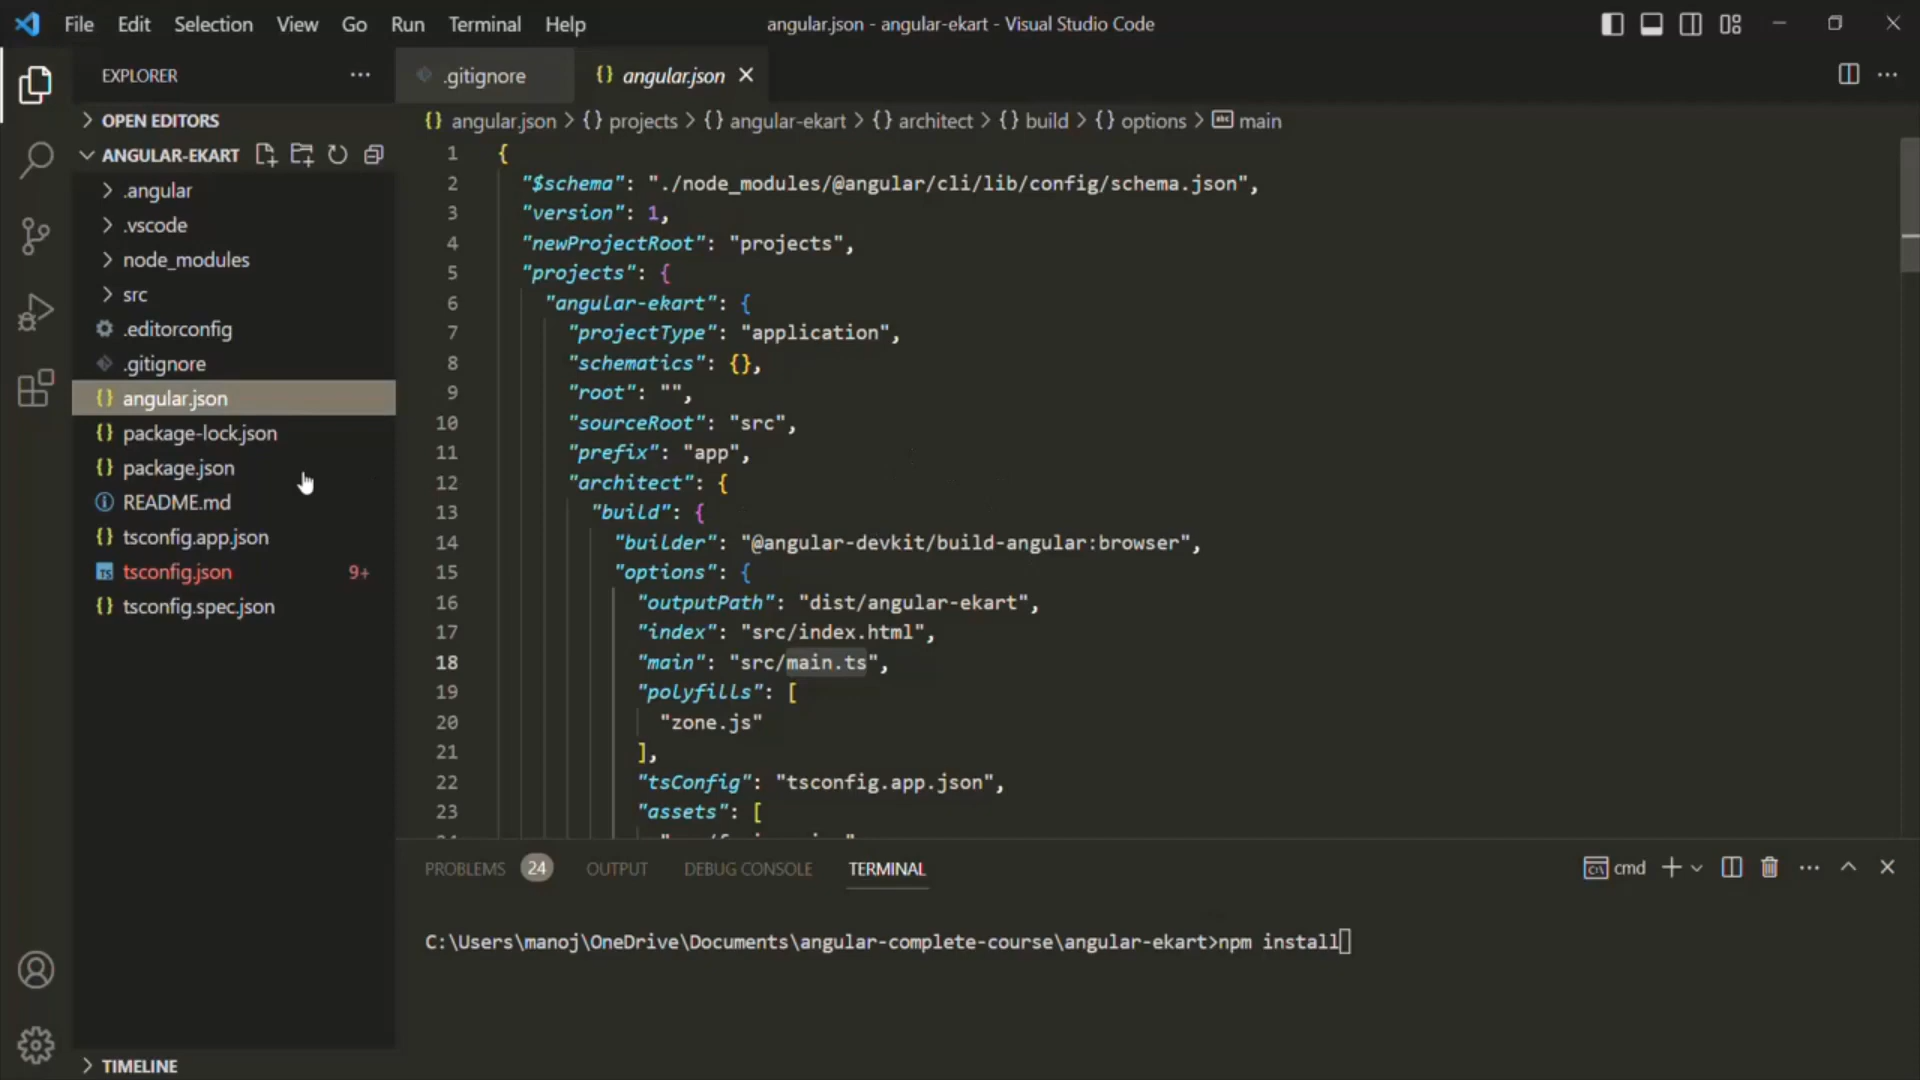 File Edit Selection View Go Run Terminal Help
angular.json - angular-ekart - Visual Studio Code
EXPLORER
OPEN EDITORS
ANGULAR-EKART
.angular
.vscode
node_modules
src
.editorconfig
.gitignore
angular.json
package-lock.json
package.json
README.md
tsconfig.app.json
TS tsconfig.json 9+
tsconfig.spec.json
TIMELINE
.gitignore
{} angular.json
{} angular.json > {} projects > {} angular-ekart > {} architect > {} build > {} options > abc main
1 {
2 "$schema": "./node_modules/@angular/cli/lib/config/schema.json",
3 "version": 1,
4 "newProjectRoot": "projects",
5 "projects": {
6 "angular-ekart": {
7 "projectType": "application",
8 "schematics": {},
9 "root": "",
10 "sourceRoot": "src",
11 "prefix": "app",
12 "architect": {
13 "build": {
14 "builder": "@angular-devkit/build-angular:browser",
15 "options": {
16 "outputPath": "dist/angular-ekart",
17 "index": "src/index.html",
18 "main": "src/main.ts",
19 "polyfills": [
20 "zone.js"
21 ],
22 "tsConfig": "tsconfig.app.json",
23 "assets": [
PROBLEMS 24 OUTPUT DEBUG CONSOLE TERMINAL
cmd
C:\Users\manoj\OneDrive\Documents\angular-complete-course\angular-ekart>npm install